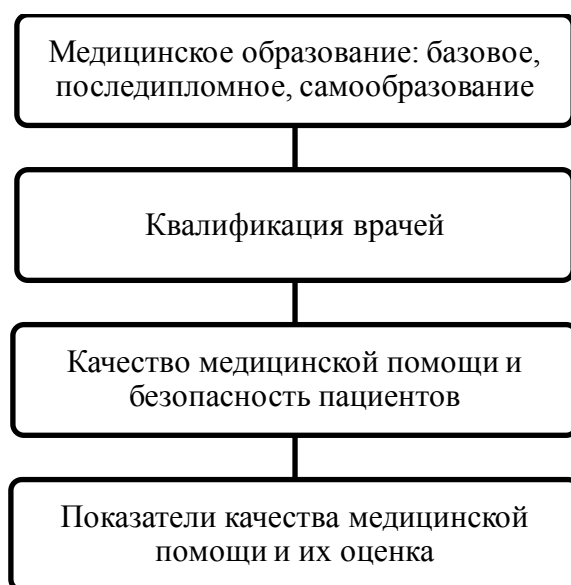 Медицинское образование: базовое,
последипломное, самообразование
Квалификация врачей
Качество медицинской помощи и
безопасность пациентов
Показатели качества медицинской
помощи и их оценка